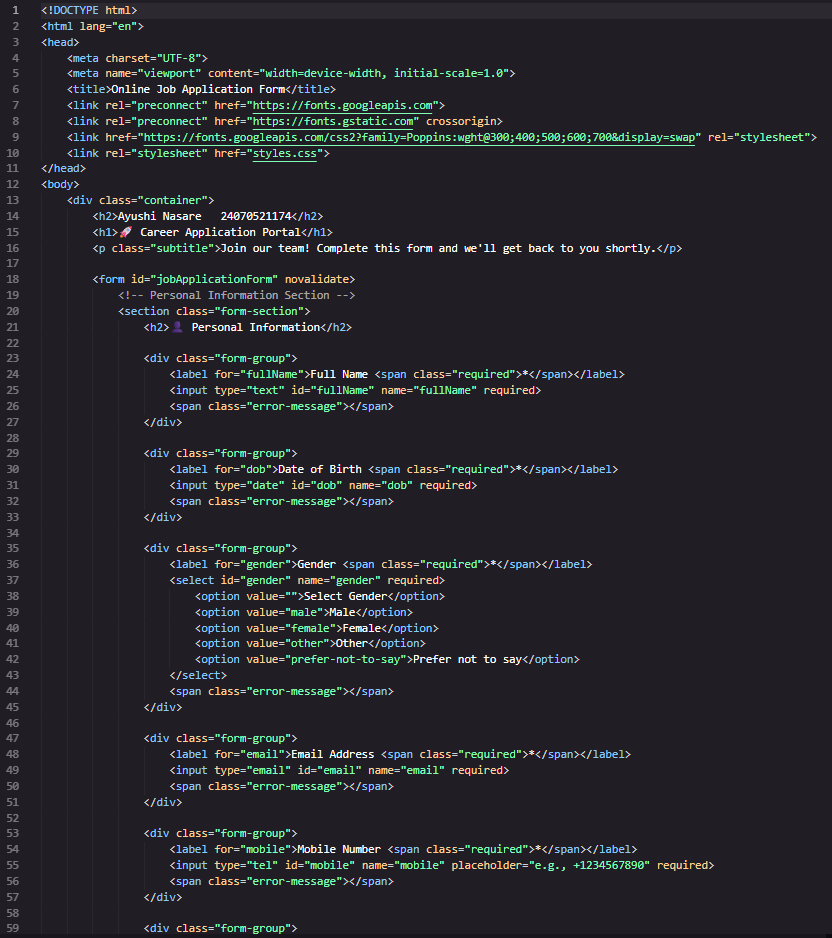 1 <!DOCTYPE html>
2 <html lang="en">
3 <head>
4     <meta charset="UTF-8">
5     <meta name="viewport" content="width=device-width, initial-scale=1.0">
6     <title>Online Job Application Form</title>
7     <link rel="preconnect" href="https://fonts.googleapis.com">
8     <link rel="preconnect" href="https://fonts.gstatic.com" crossorigin>
9     <link href="https://fonts.googleapis.com/css2?family=Poppins:wght@300;400;500;600;700&display=swap" rel="stylesheet">
10     <link rel="stylesheet" href="styles.css">
11 </head>
12 <body>
13     <div class="container">
14         <h2>Ayushi Nasare   24070521174</h2>
15         <h1>🚀 Career Application Portal</h1>
16         <p class="subtitle">Join our team! Complete this form and we'll get back to you shortly.</p>
17
18         <form id="jobApplicationForm" novalidate>
19             <!-- Personal Information Section -->
20             <section class="form-section">
21                 <h2>👤 Personal Information</h2>
22
23                 <div class="form-group">
24                     <label for="fullName">Full Name <span class="required">*</span></label>
25                     <input type="text" id="fullName" name="fullName" required>
26                     <span class="error-message"></span>
27                 </div>
28
29                 <div class="form-group">
30                     <label for="dob">Date of Birth <span class="required">*</span></label>
31                     <input type="date" id="dob" name="dob" required>
32                     <span class="error-message"></span>
33                 </div>
34
35                 <div class="form-group">
36                     <label for="gender">Gender <span class="required">*</span></label>
37                     <select id="gender" name="gender" required>
38                         <option value="">Select Gender</option>
39                         <option value="male">Male</option>
40                         <option value="female">Female</option>
41                         <option value="other">Other</option>
42                         <option value="prefer-not-to-say">Prefer not to say</option>
43                     </select>
44                     <span class="error-message"></span>
45                 </div>
46
47                 <div class="form-group">
48                     <label for="email">Email Address <span class="required">*</span></label>
49                     <input type="email" id="email" name="email" required>
50                     <span class="error-message"></span>
51                 </div>
52
53                 <div class="form-group">
54                     <label for="mobile">Mobile Number <span class="required">*</span></label>
55                     <input type="tel" id="mobile" name="mobile" placeholder="e.g., +1234567890" required>
56                     <span class="error-message"></span>
57                 </div>
58
59                 <div class="form-group">